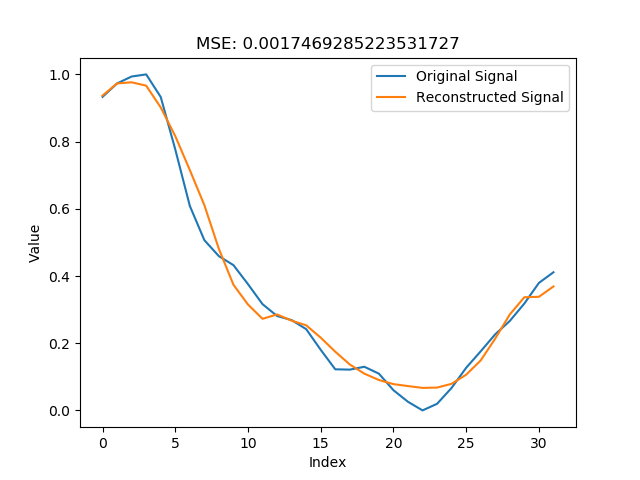 MSE: 0.0017469285223531727
Original Signal
Reconstructed Signal
1.0
0.8
0.6
0.4
0.2
0.0
Value
0 5 10 15 20 25 30
Index